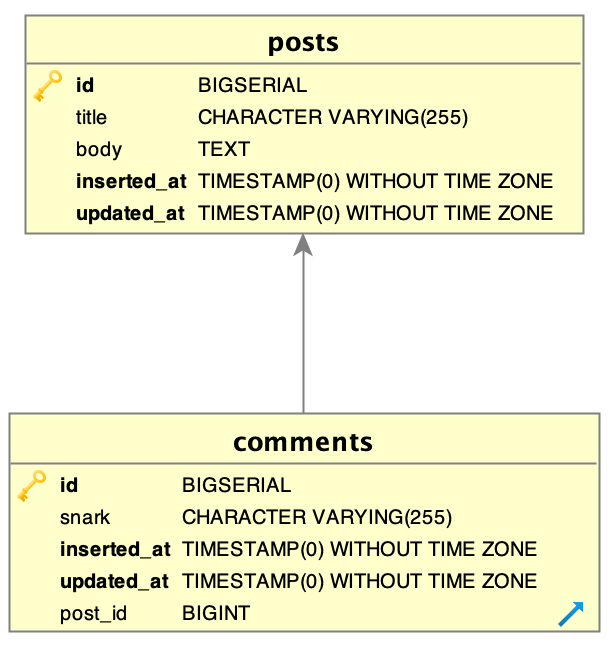 posts
id BIGSERIAL
title CHARACTER VARYING(255)
body TEXT
inserted_at TIMESTAMP(0) WITHOUT TIME ZONE
updated_at TIMESTAMP(0) WITHOUT TIME ZONE
comments
id BIGSERIAL
snark CHARACTER VARYING(255)
inserted_at TIMESTAMP(0) WITHOUT TIME ZONE
updated_at TIMESTAMP(0) WITHOUT TIME ZONE
post_id BIGINT